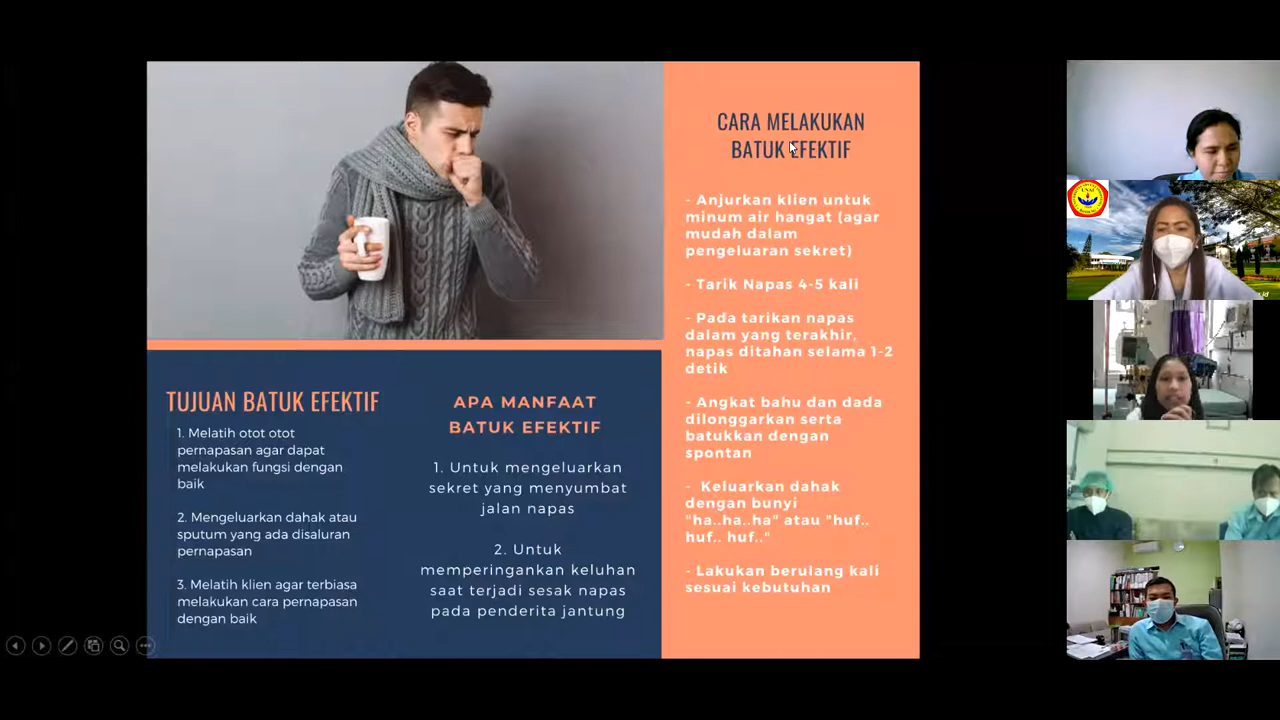 CARA MELAKUKAN
BATUK EFEKTIF
- Anjurkan klien untuk
minum air hangat (agar
mudah dalam
pengeluaran sekret)
- Tarik Napas 4-5 kali
- Pada tarikan napas
dalam yang terakhir,
napas ditahan selama 1-2
detik
- Angkat bahu dan dada
dilonggarkan serta
batukkan dengan
spontan
- Keluarkan dahak
dengan bunyi
"ha..ha..ha" atau "huf..
huf.. huf.."
- Lakukan berulang kali
sesuai kebutuhan
TUJUAN BATUK EFEKTIF
1. Melatih otot otot
pernapasan agar dapat
melakukan fungsi dengan
baik
2. Mengeluarkan dahak atau
sputum yang ada disaluran
pernapasan
3. Melatih klien agar terbiasa
melakukan cara pernapasan
dengan baik
APA MANFAAT
BATUK EFEKTIF
1. Untuk mengeluarkan
sekret yang menyumbat
jalan napas
2. Untuk
memperingankan keluhan
saat terjadi sesak napas
pada penderita jantung
UNAI